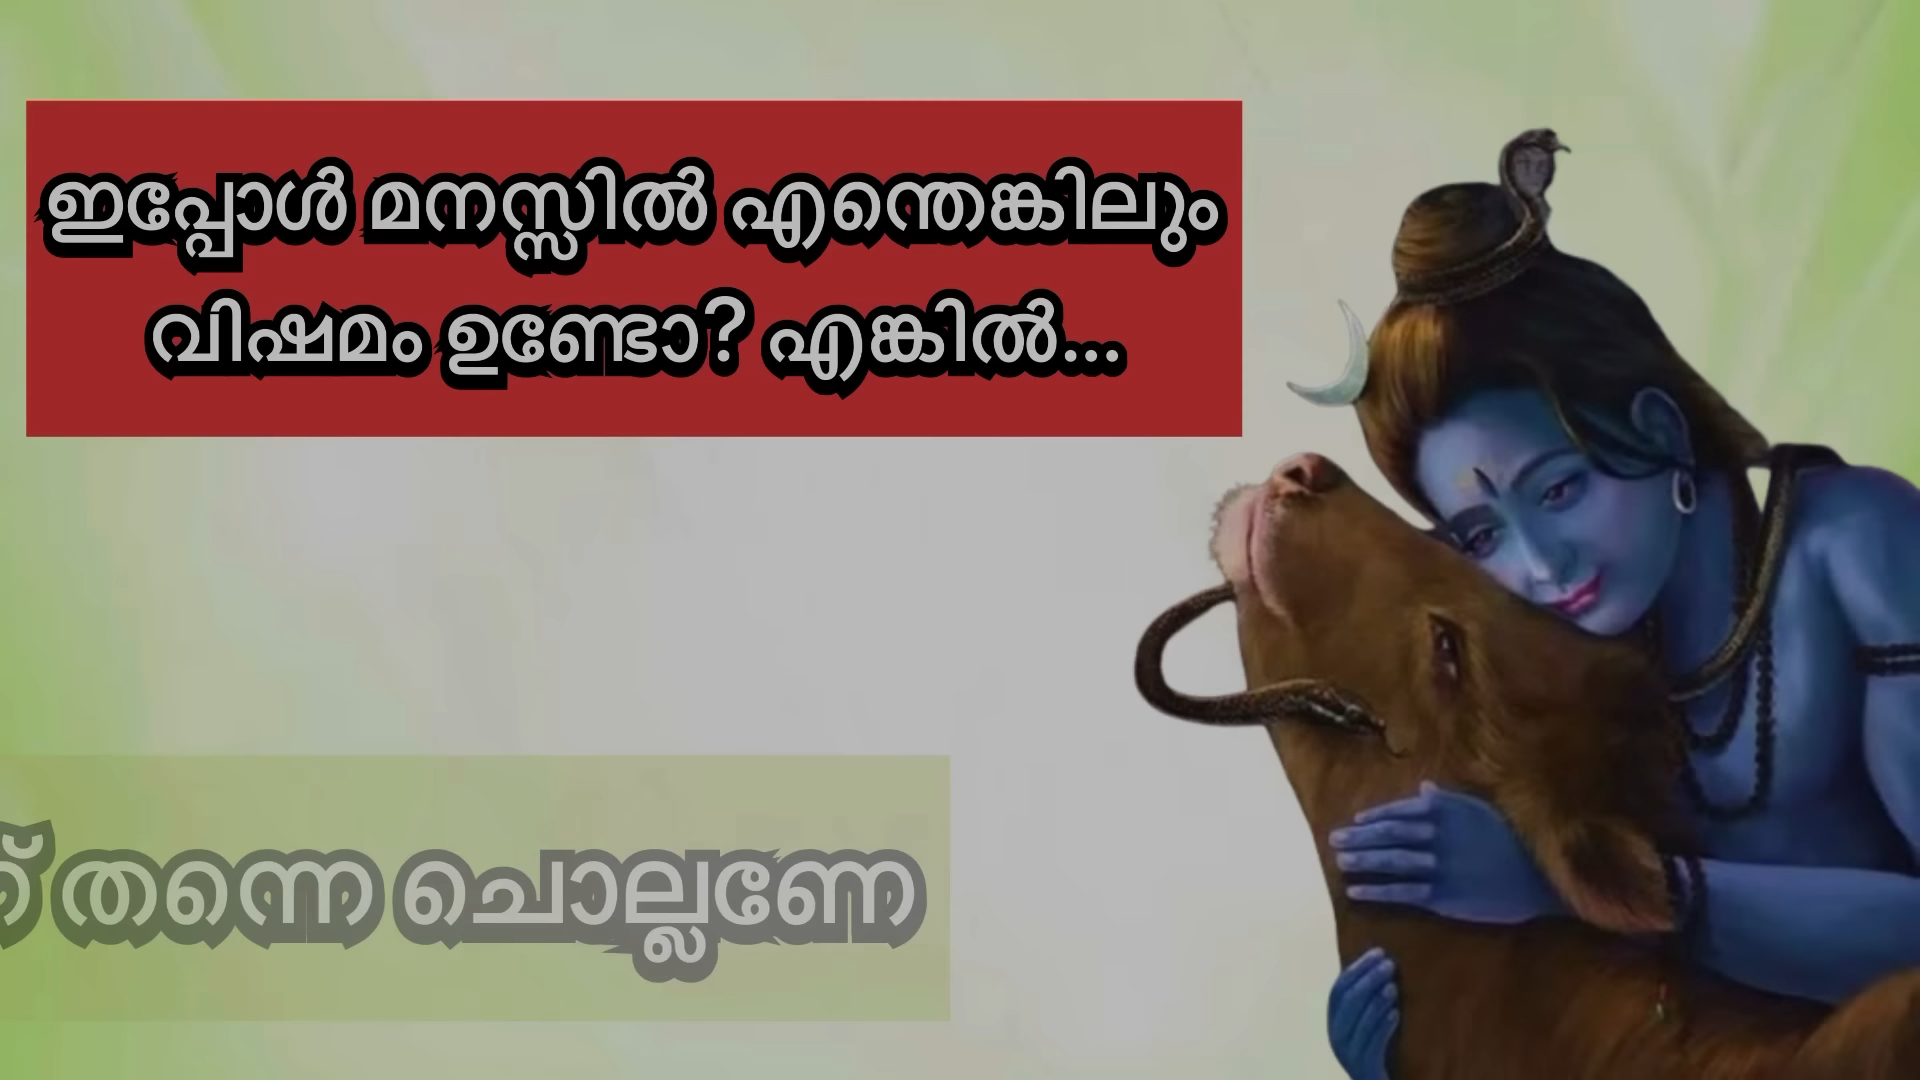 ഇപ്പോൾ മനസ്സിൽ എന്തെങ്കിലും
വിഷമം ഉണ്ടോ? എങ്കിൽ...
തന്നെ ചൊല്ലണേ